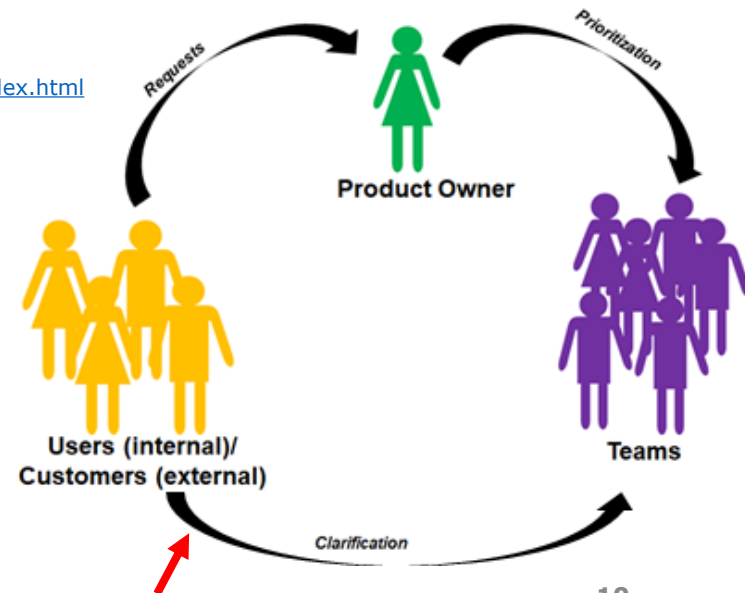 Requests
Prioritization
lex.html
Product Owner
Users (internal)/
Customers (external)
Teams
Clarification